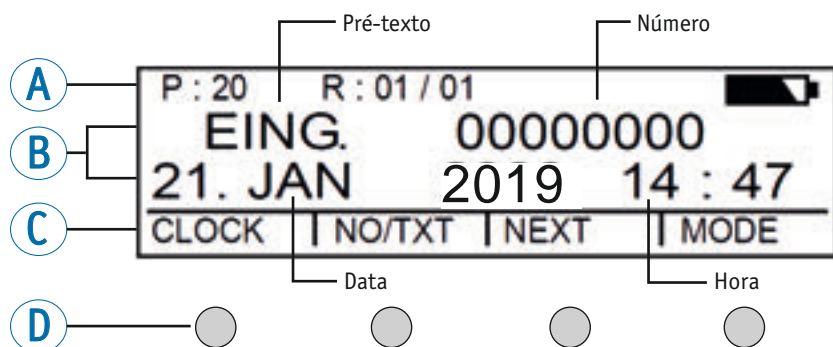 Pré-texto Número
A P : 20 R : 01 / 01
B EING. 00000000
21. JAN 2019 14 : 47
C CLOCK NO/TXT NEXT MODE
Data Hora
D